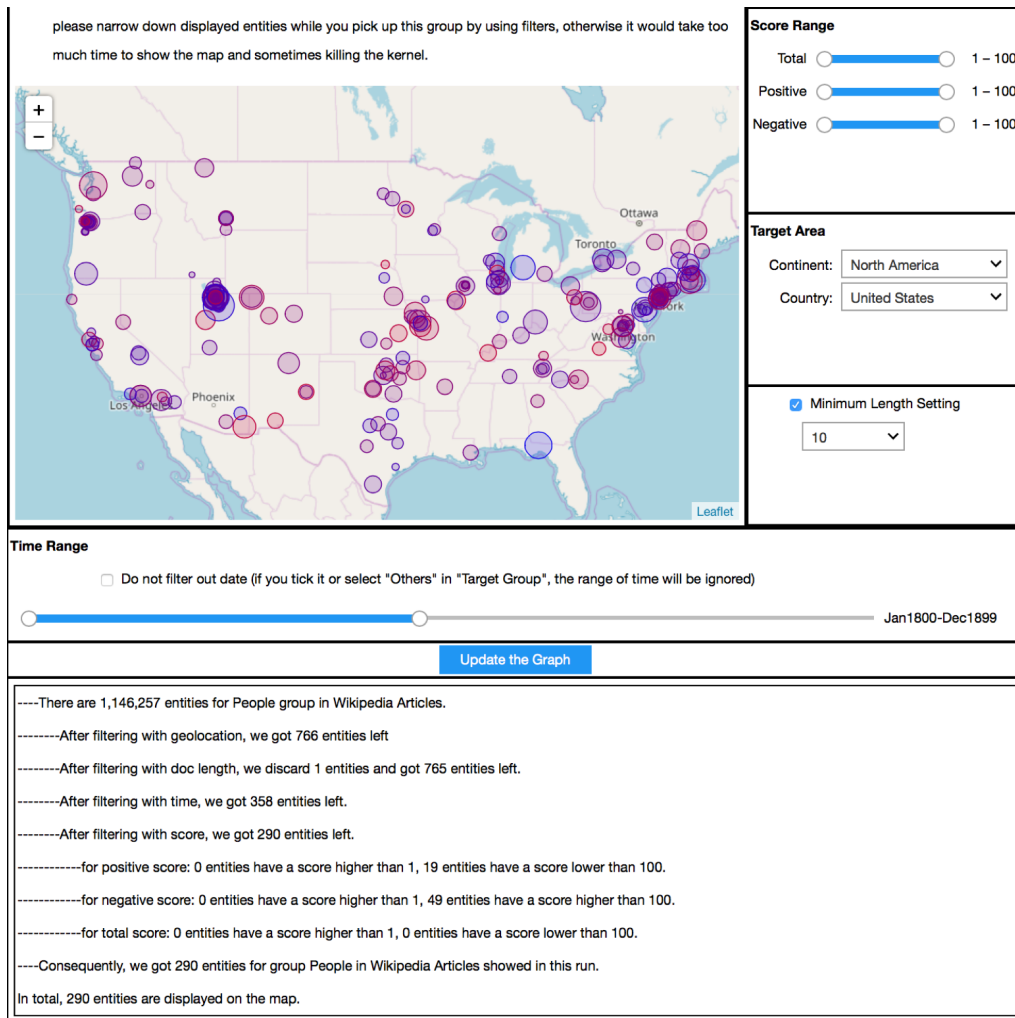 please narrow down displayed entities while you pick up this group by using filters, otherwise it would take too
much time to show the map and sometimes killing the kernel.
+
−
Ottawa
Toronto
Washington
Phoenix
Leaflet
Score Range
Total 1 – 100
Positive 1 – 100
Negative 1 – 100
Target Area
Continent: North America
Country: United States
Minimum Length Setting
10
Time Range
Do not filter out date (if you tick it or select "Others" in "Target Group", the range of time will be ignored)
Jan1800-Dec1899
Update the Graph
----There are 1,146,257 entities for People group in Wikipedia Articles.
--------After filtering with geolocation, we got 766 entities left
--------After filtering with doc length, we discard 1 entities and got 765 entities left.
--------After filtering with time, we got 358 entities left.
--------After filtering with score, we got 290 entities left.
------------for positive score: 0 entities have a score higher than 1, 19 entities have a score lower than 100.
------------for negative score: 0 entities have a score higher than 1, 49 entities have a score higher than 100.
------------for total score: 0 entities have a score higher than 1, 0 entities have a score lower than 100.
----Consequently, we got 290 entities for group People in Wikipedia Articles showed in this run.
In total, 290 entities are displayed on the map.